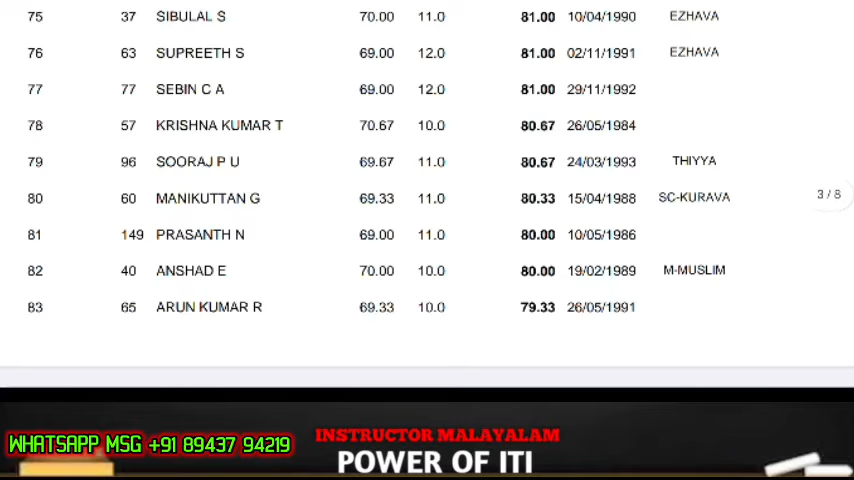 75 37 SIBULAL S 70.00 11.0 81.00 10/04/1990 EZHAVA
76 63 SUPREETH S 69.00 12.0 81.00 02/11/1991 EZHAVA
77 77 SEBIN C A 69.00 12.0 81.00 29/11/1992
78 57 KRISHNA KUMAR T 70.67 10.0 80.67 26/05/1984
79 96 SOORAJ P U 69.67 11.0 80.67 24/03/1993 THIYYA
80 60 MANIKUTTAN G 69.33 11.0 80.33 15/04/1988 SC-KURAVA
3 / 8
81 149 PRASANTH N 69.00 11.0 80.00 10/05/1986
82 40 ANSHAD E 70.00 10.0 80.00 19/02/1989 M-MUSLIM
83 65 ARUN KUMAR R 69.33 10.0 79.33 26/05/1991
INSTRUCTOR MALAYALAM
WHATSAPP MSG +91 89437 94219
POWER OF ITI